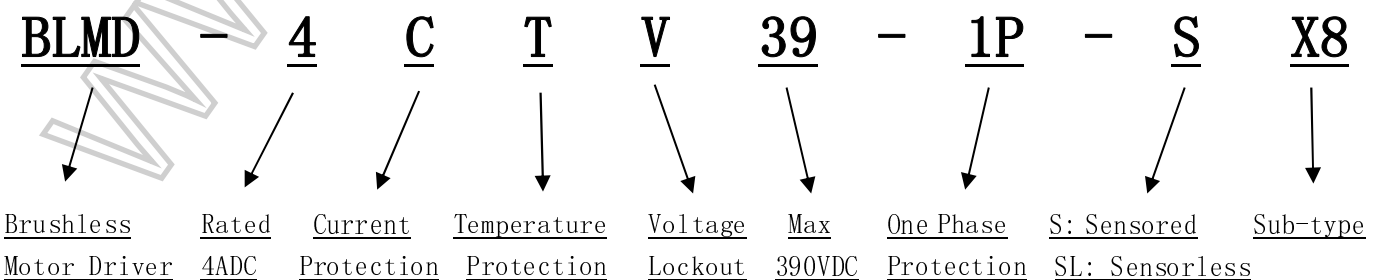 BLMD - 4 C T V 39 - 1P - S X8
Brushless Rated Current Temperature Voltage Max One Phase S: Sensored Sub-type
Motor Driver 4ADC Protection Protection Lockout 390VDC Protection SL: Sensorless